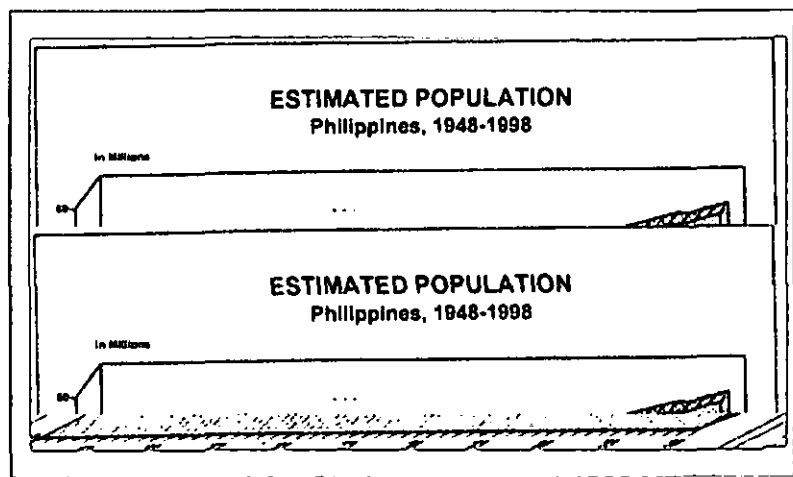 ESTIMATED POPULATION
Philippines, 1948-1998
In Millions
ESTIMATED POPULATION
Philippines, 1948-1998
In Millions